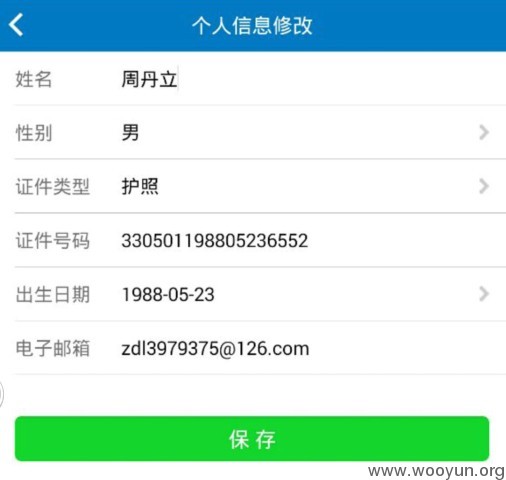 个人信息修改
姓名 周丹立
性别 男
证件类型 护照
证件号码 330501198805236552
出生日期 1988-05-23
电子邮箱 zdl3979375@126.com
保存
www.wooyun.org